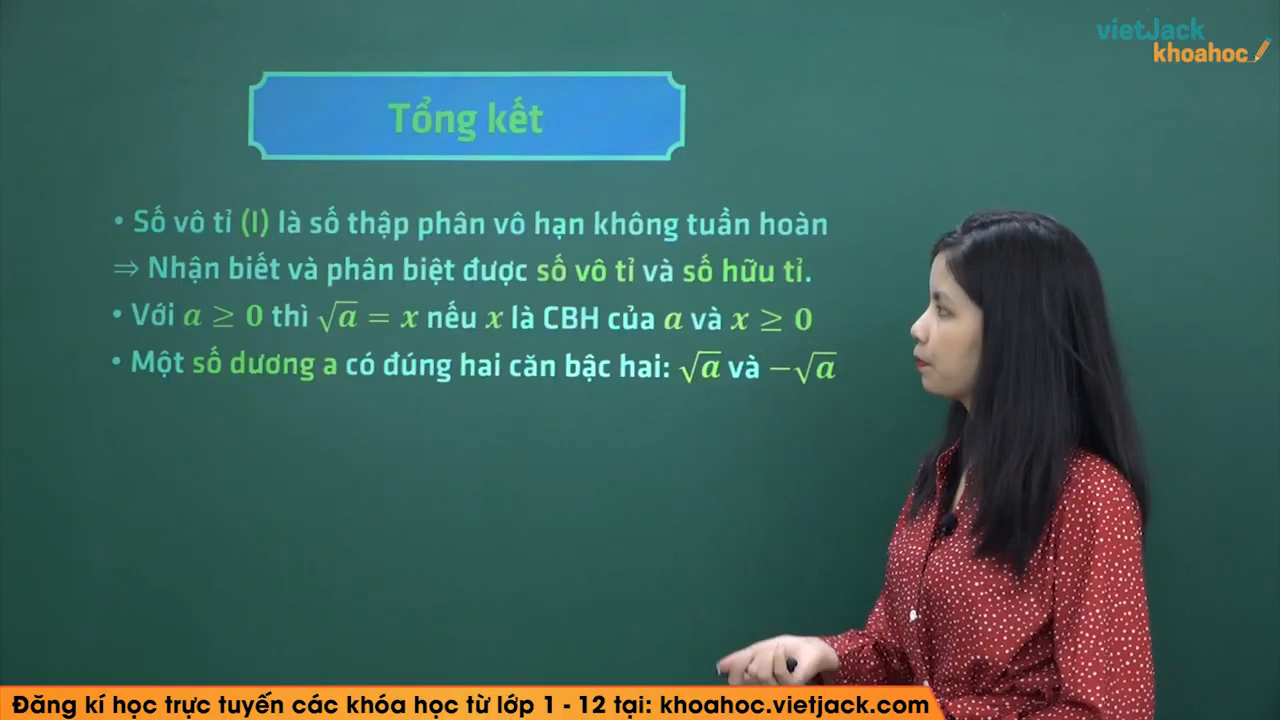 vietJack
khoahoc
Tổng kết
• Số vô tỉ (I) là số thập phân vô hạn không tuần hoàn
⇒ Nhận biết và phân biệt được số vô tỉ và số hữu tỉ.
• Với a ≥ 0 thì √a = x nếu x là CBH của a và x ≥ 0
• Một số dương a có đúng hai căn bậc hai: √a và −√a
Đăng kí học trực tuyến các khóa học từ lớp 1 - 12 tại: khoahoc.vietjack.com